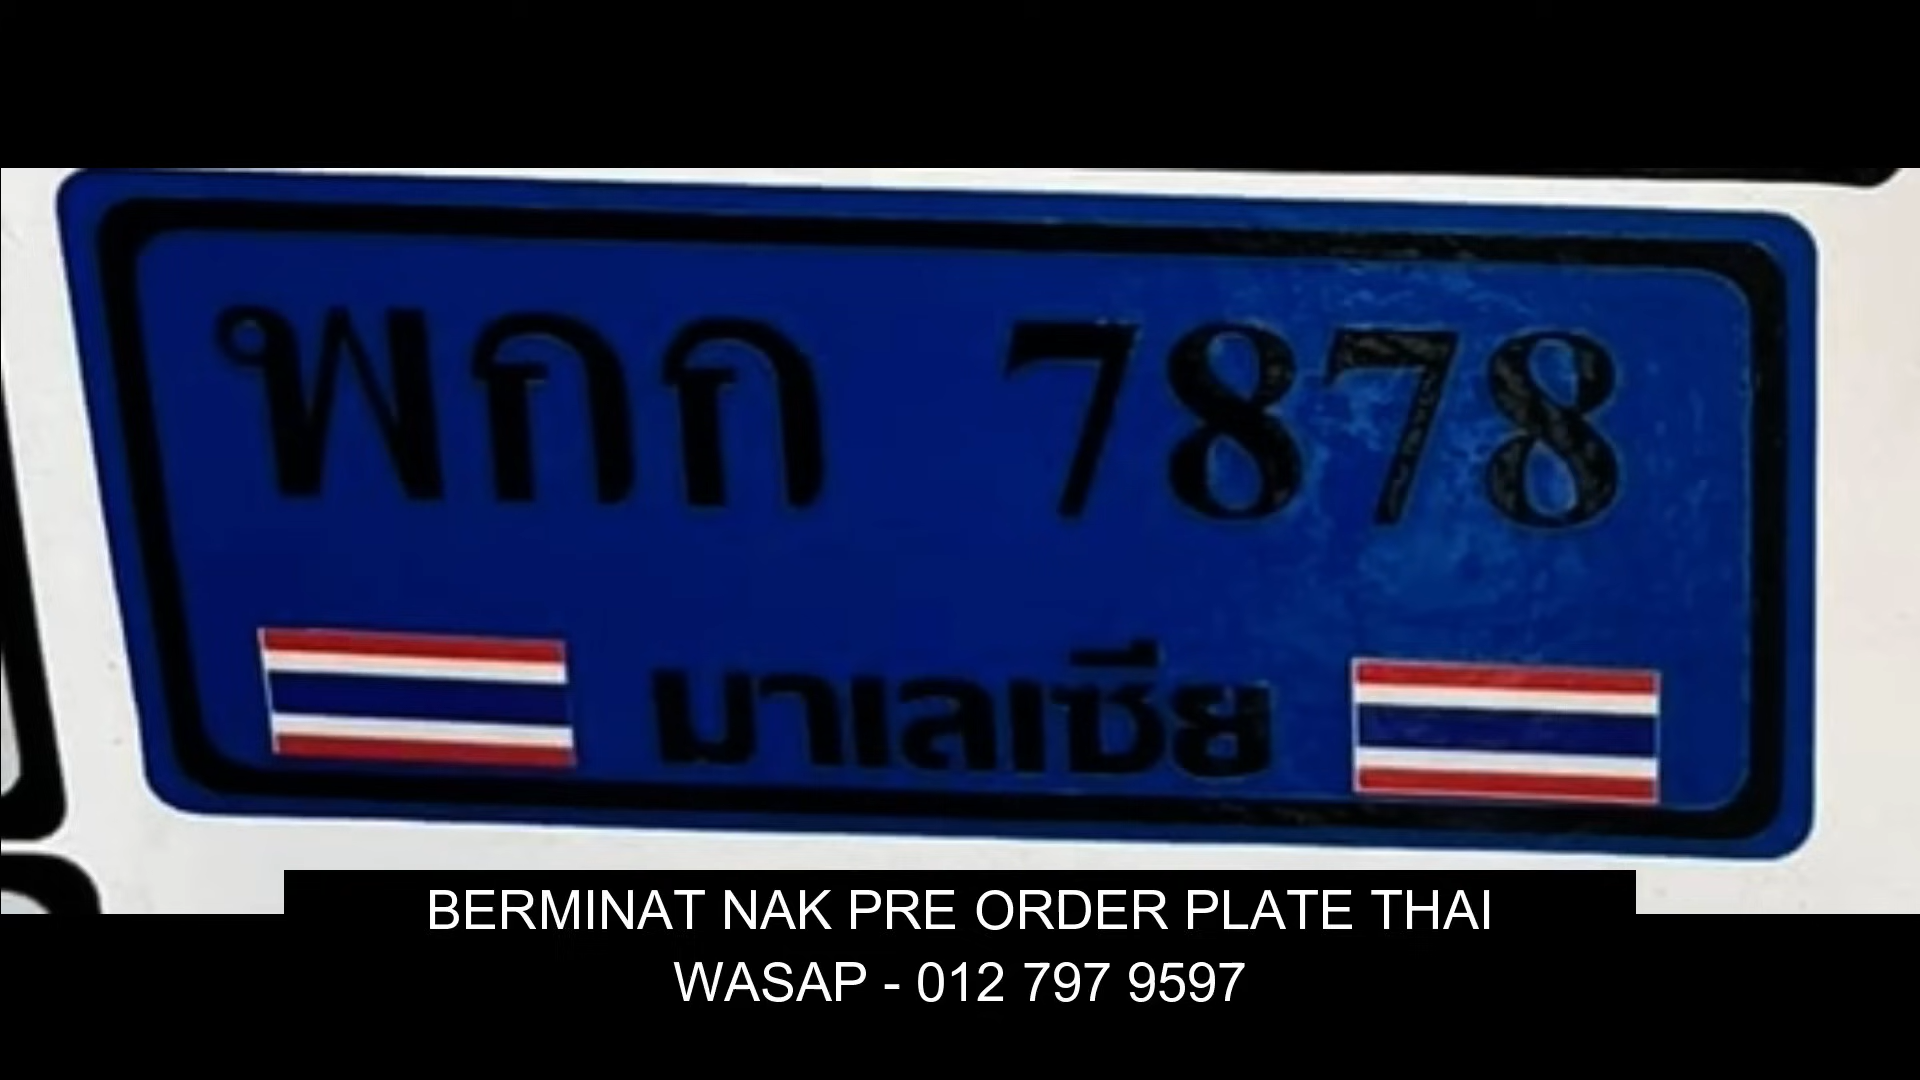 พกก 7878
มาเลเซีย
BERMINAT NAK PRE ORDER PLATE THAI
WASAP - 012 797 9597